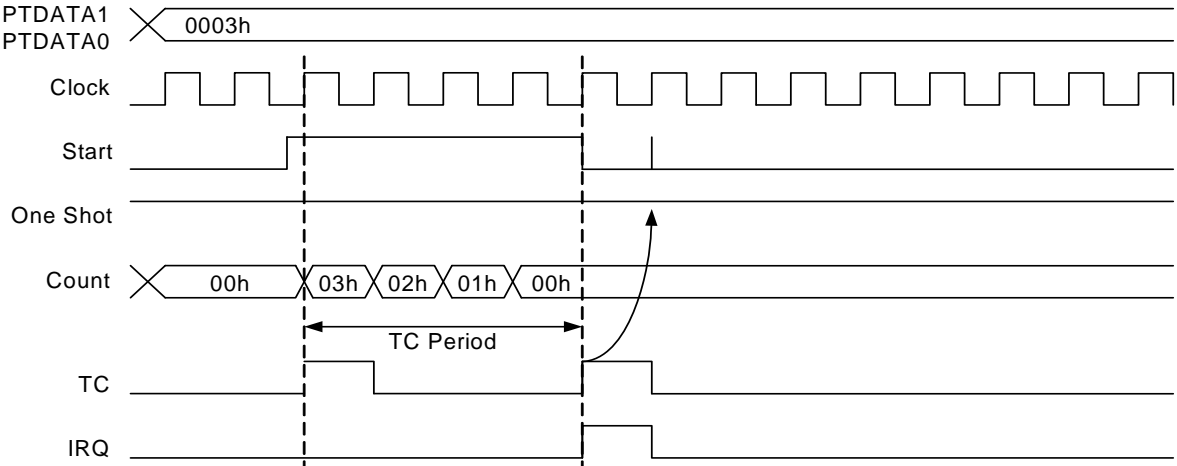 PTDATA1
PTDATA0
0003h
Clock
Start
One Shot
Count
00h
03h
02h
01h
00h
TC Period
TC
IRQ